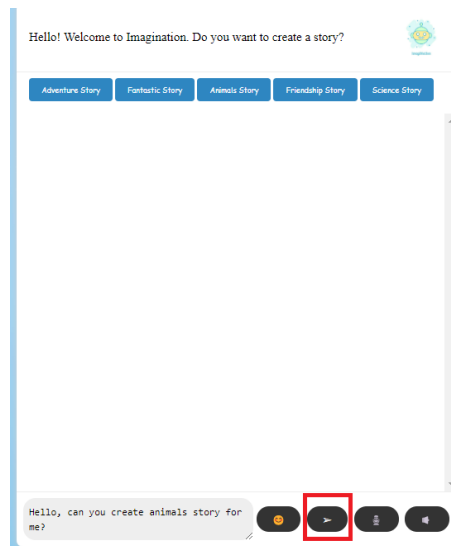 Hello! Welcome to Imagination. Do you want to create a story?
Adventure Story
Fantastic Story
Animals Story
Friendship Story
Science Story
Hello, can you create animals story for
me?